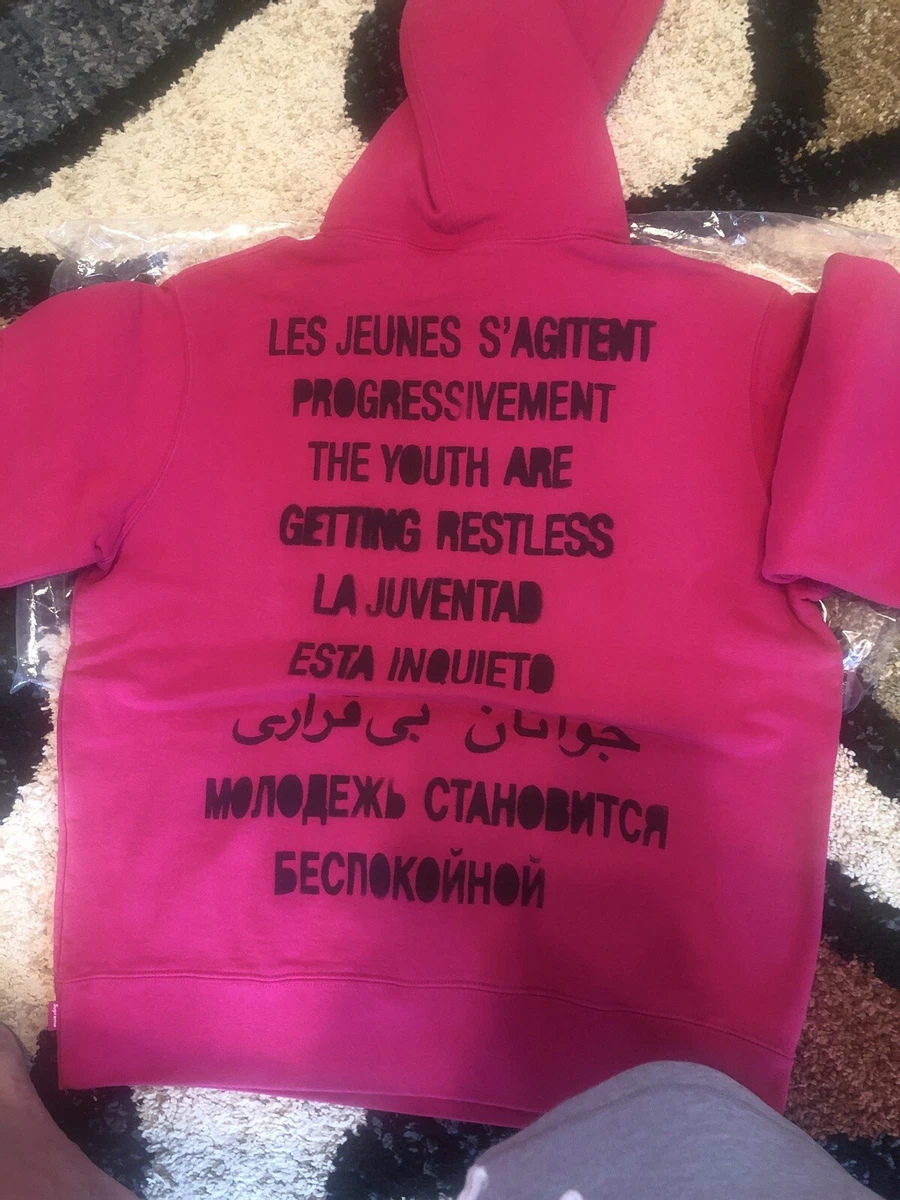 LES JEUNES S'AGITENT
PROGRESSIVEMENT
THE YOUTH ARE
GETTING RESTLESS
LA JUVENTAD
ESTA INQUIETO
جوانان بی قراری
МОЛОДЕЖЬ СТАНОВИТСЯ
БЕСПОКОЙНОЙ
Supreme